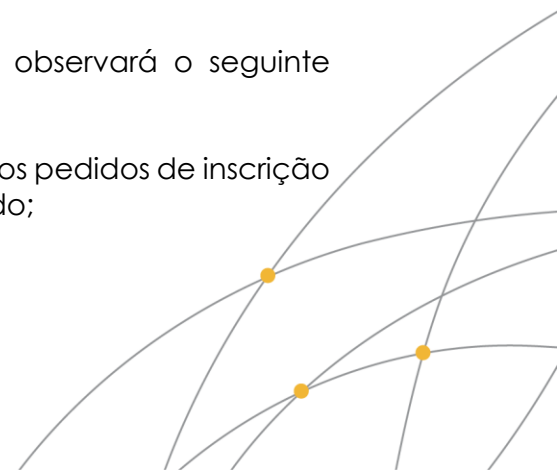 observará o seguinte
os pedidos de inscrição
do;